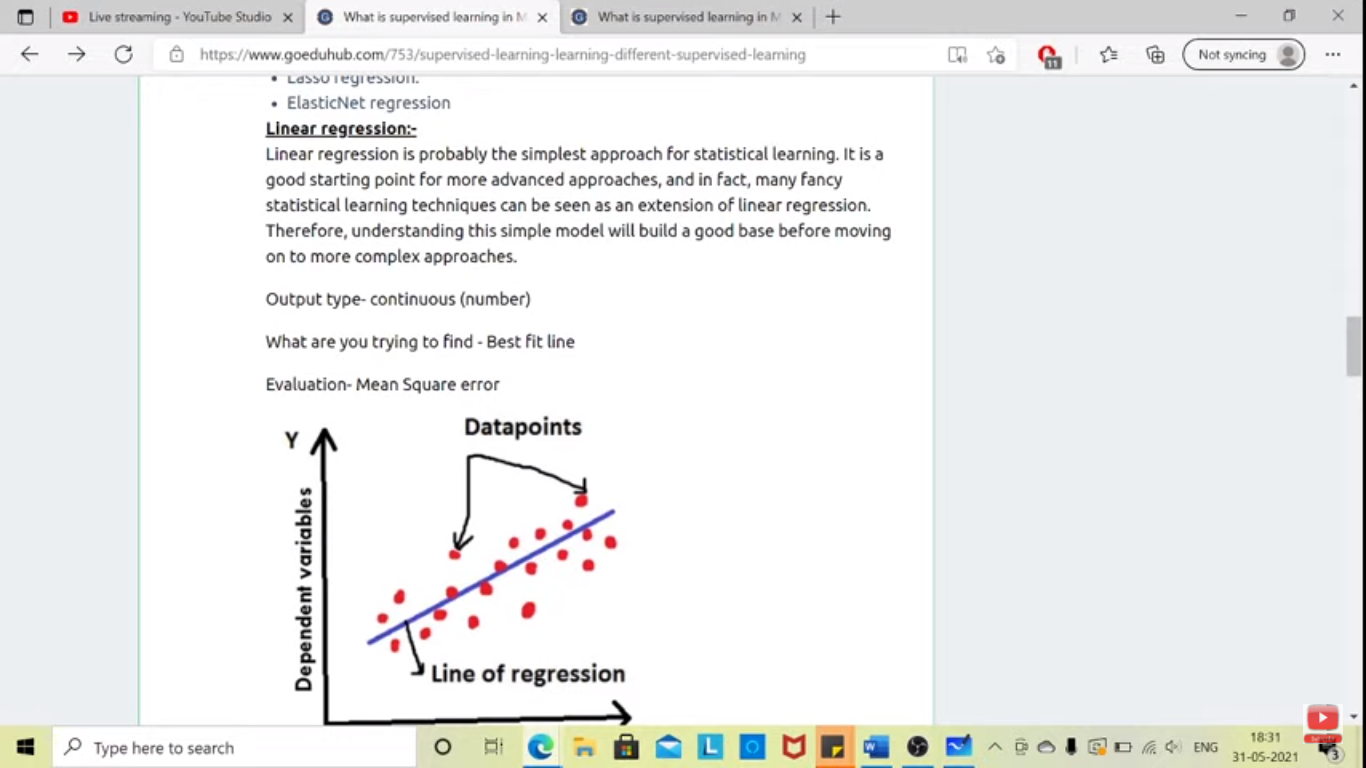 Live streaming - YouTube Studio
What is supervised learning in M
What is supervised learning in M
https://www.goeduhub.com/753/supervised-learning-learning-different-supervised-learning
11
Not syncing
Lasso regression.
ElasticNet regression
Linear regression:-
Linear regression is probably the simplest approach for statistical learning. It is a
good starting point for more advanced approaches, and in fact, many fancy
statistical learning techniques can be seen as an extension of linear regression.
Therefore, understanding this simple model will build a good base before moving
on to more complex approaches.
Output type- continuous (number)
What are you trying to find - Best fit line
Evaluation- Mean Square error
Datapoints
Y
Dependent variables
Line of regression
Type here to search
L
ENG
18:31
31-05-2021
3